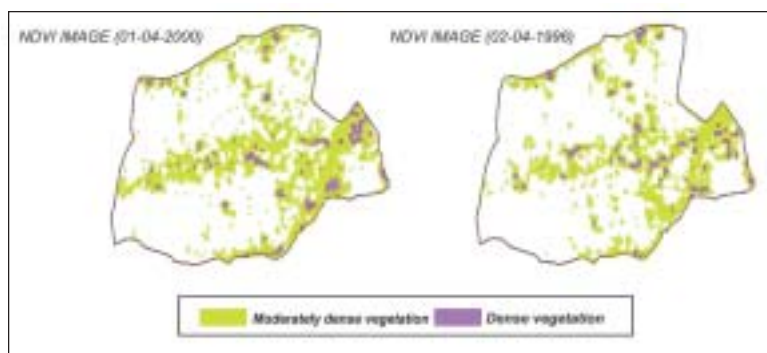 NDVI IMAGE (01-04-2000)
NDVI IMAGE (02-04-1996)
Moderately dense vegetation
Dense vegetation